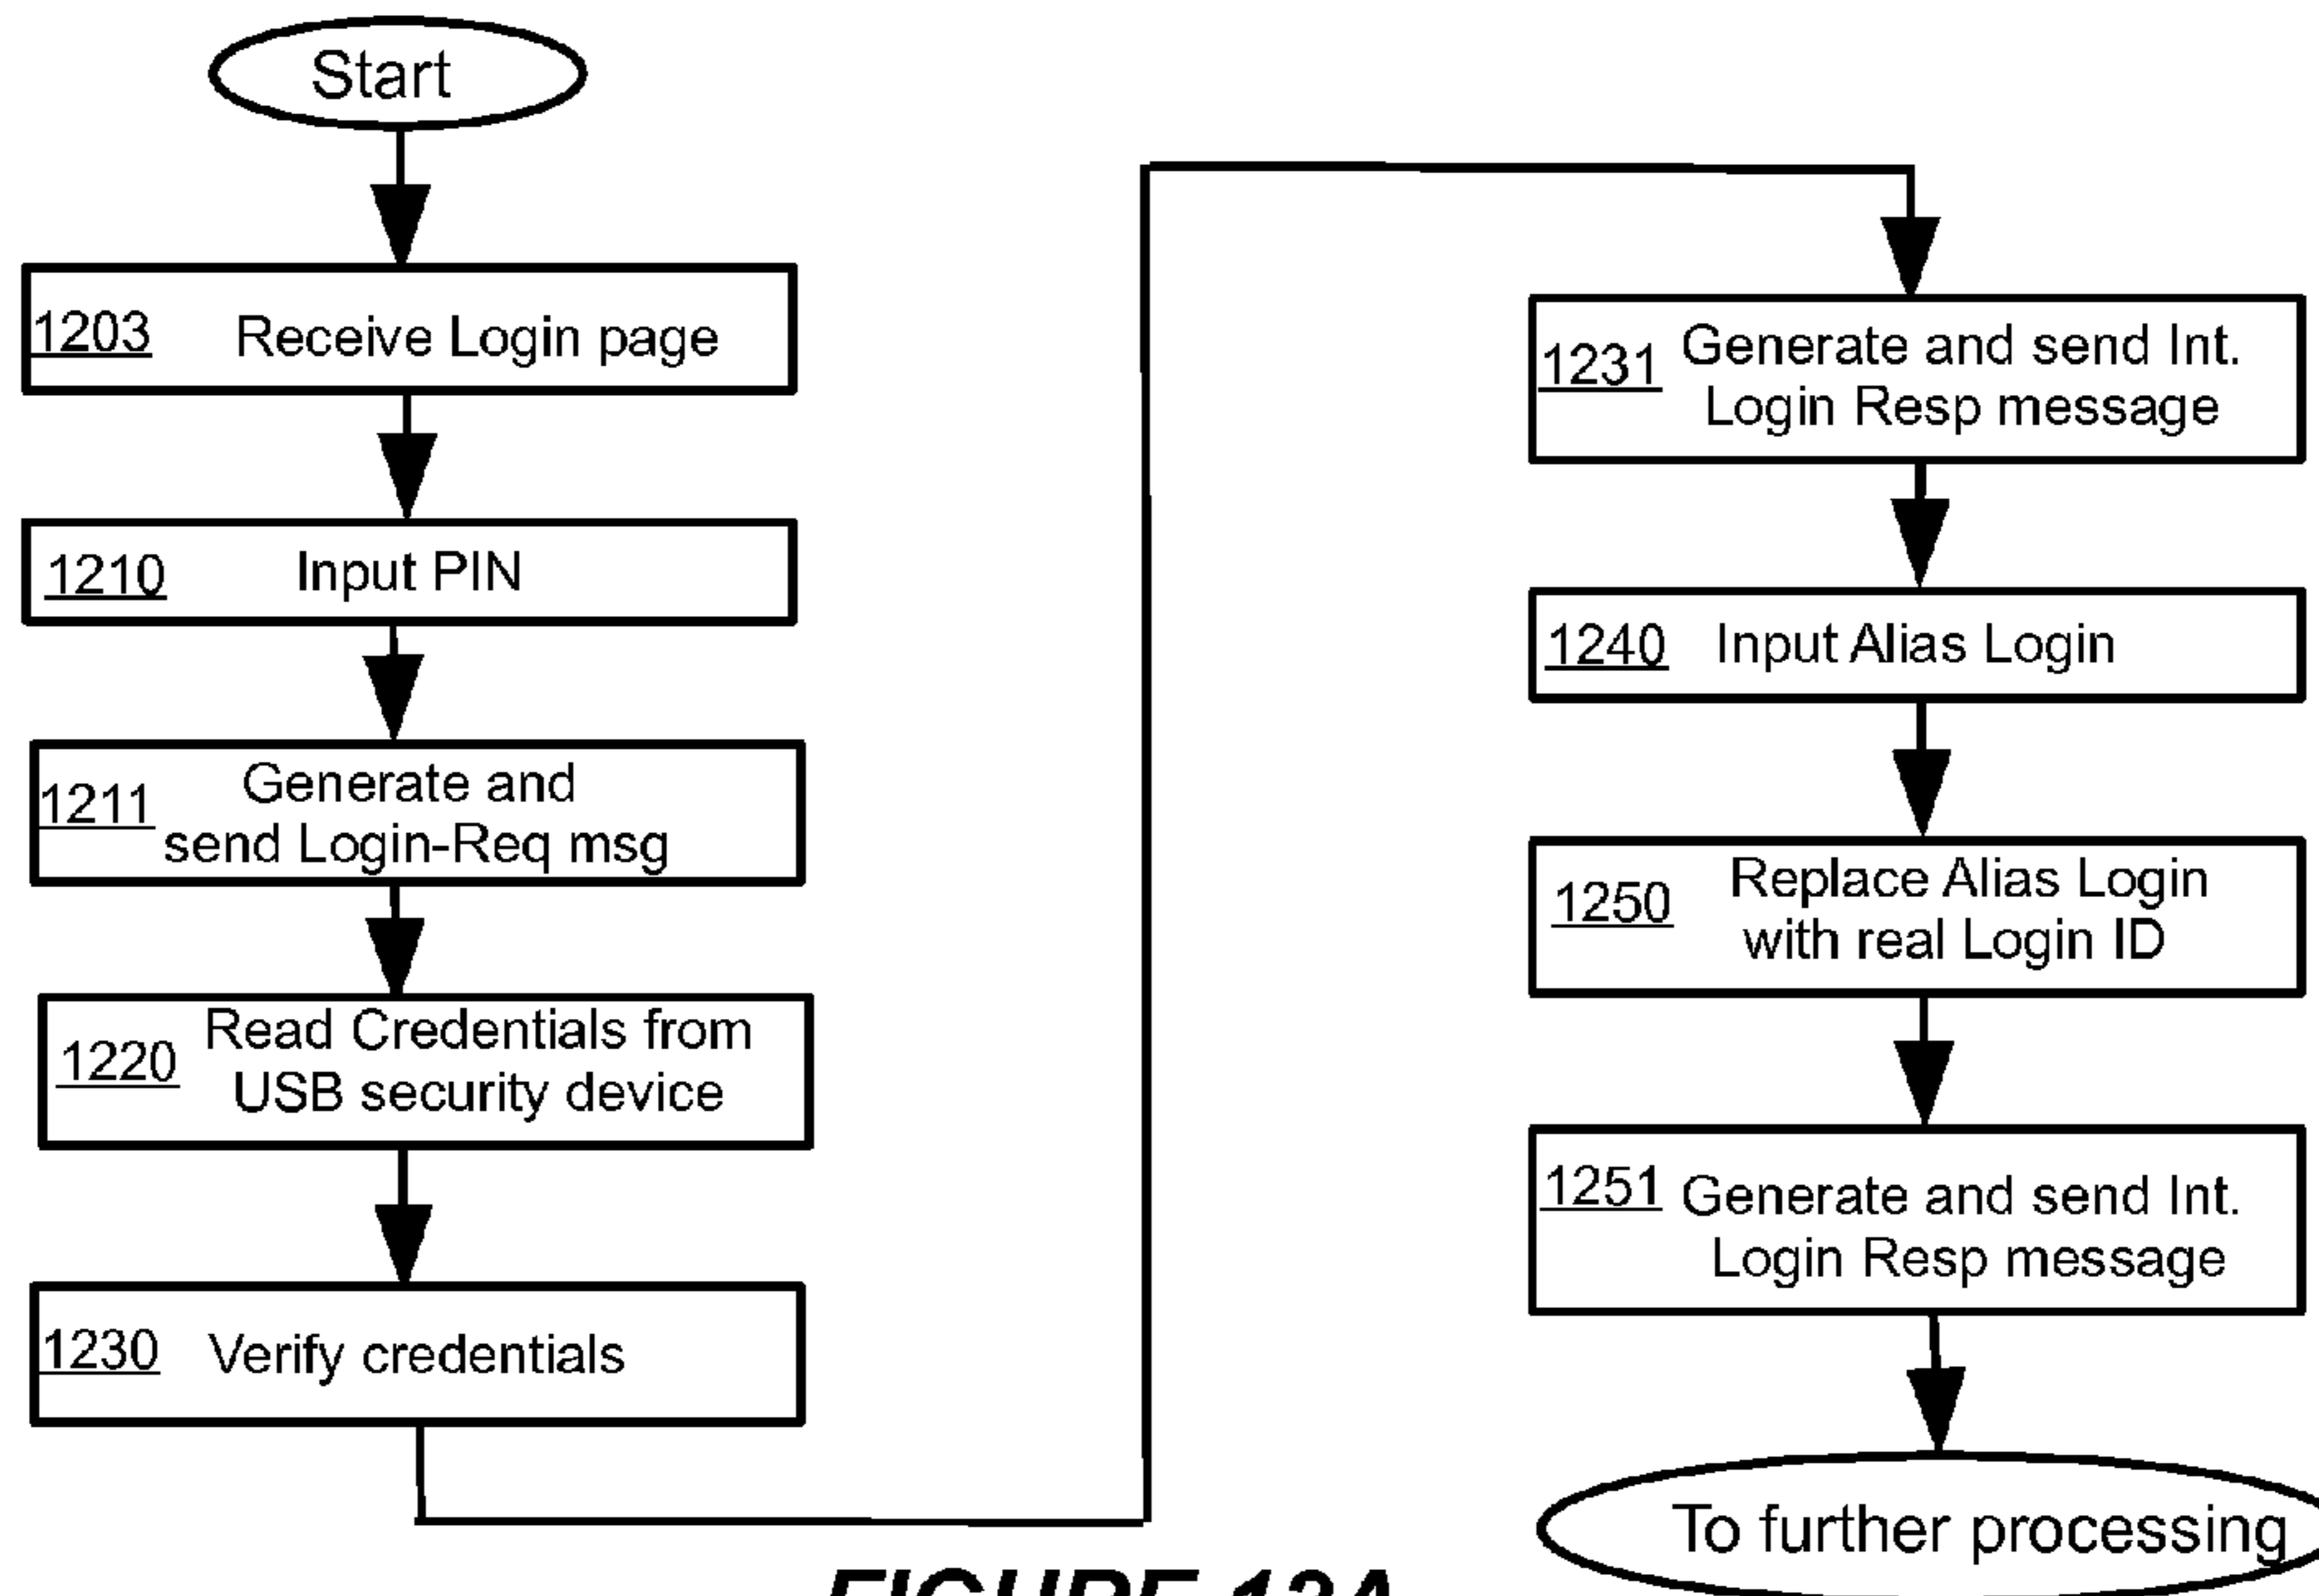 Start
1203 Receive Login page
1210 Input PIN
1211 Generate and
send Login-Req msg
1220 Read Credentials from
USB security device
1230 Verify credentials
1231 Generate and send Int.
Login Resp message
1240 Input Alias Login
1250 Replace Alias Login
with real Login ID
1251 Generate and send Int.
Login Resp message
To further processing